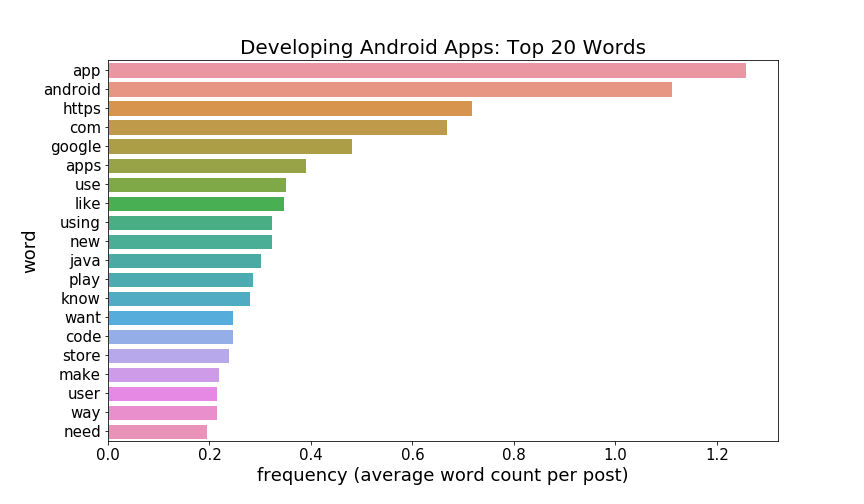 Developing Android Apps: Top 20 Words
word
app
android
https
com
google
apps
use
like
using
new
java
play
know
want
code
store
make
user
way
need
0.0 0.2 0.4 0.6 0.8 1.0 1.2
frequency (average word count per post)